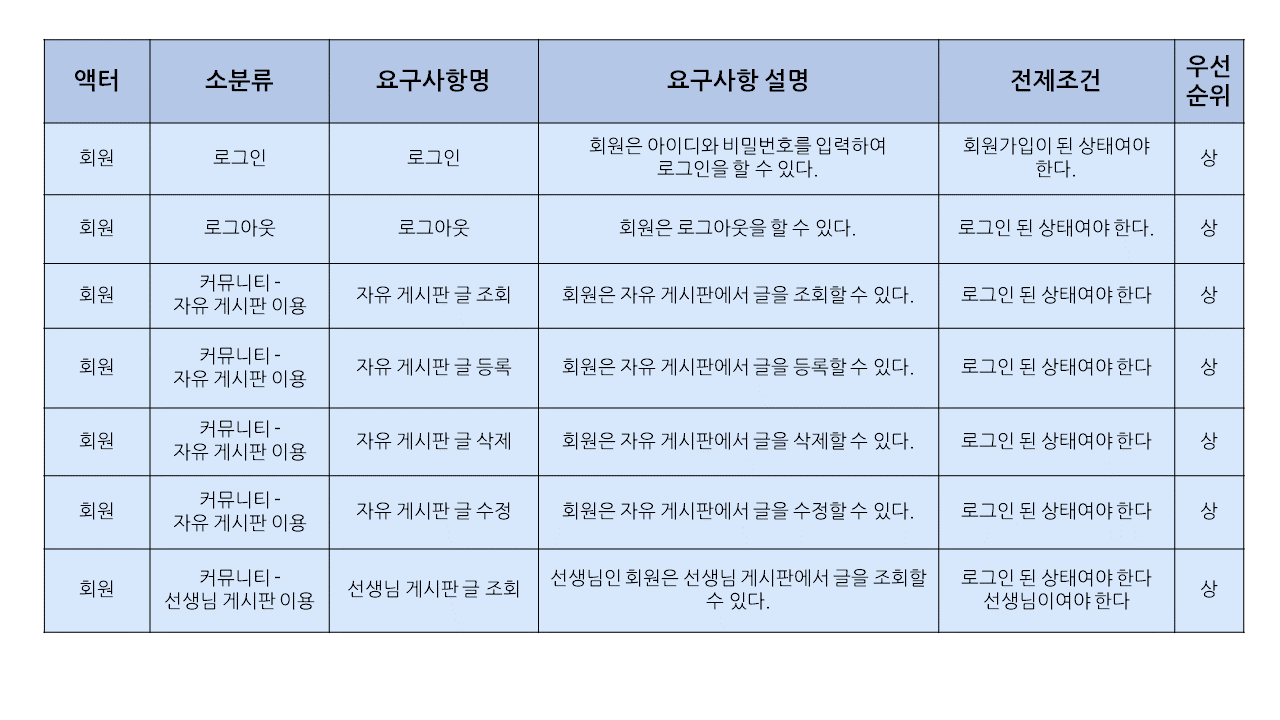 액터
소분류
요구사항명
요구사항 설명
전제조건
우선
순위
회원
로그인
로그인
회원은 아이디와 비밀번호를 입력하여
로그인을 할 수 있다.
회원가입이 된 상태여야
한다.
상
회원
로그아웃
로그아웃
회원은 로그아웃을 할 수 있다.
로그인 된 상태여야 한다.
상
회원
커뮤니티 -
자유 게시판 이용
자유 게시판 글 조회
회원은 자유 게시판에서 글을 조회할 수 있다.
로그인 된 상태여야 한다
상
회원
커뮤니티 -
자유 게시판 이용
자유 게시판 글 등록
회원은 자유 게시판에서 글을 등록할 수 있다.
로그인 된 상태여야 한다
상
회원
커뮤니티 -
자유 게시판 이용
자유 게시판 글 삭제
회원은 자유 게시판에서 글을 삭제할 수 있다.
로그인 된 상태여야 한다
상
회원
커뮤니티 -
자유 게시판 이용
자유 게시판 글 수정
회원은 자유 게시판에서 글을 수정할 수 있다.
로그인 된 상태여야 한다
상
회원
커뮤니티 -
선생님 게시판 이용
선생님 게시판 글 조회
선생님인 회원은 선생님 게시판에서 글을 조회할
수 있다.
로그인 된 상태여야 한다
선생님이여야 한다
상